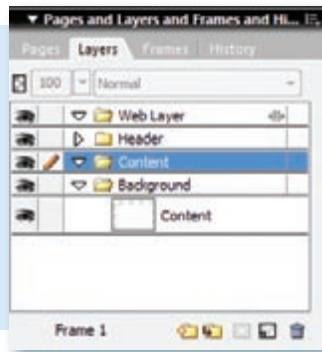 Pages and Layers and Frames and Hi...
Pages Layers Frames History
100 Normal
Web Layer
Header
Content
Background
Content
Frame 1